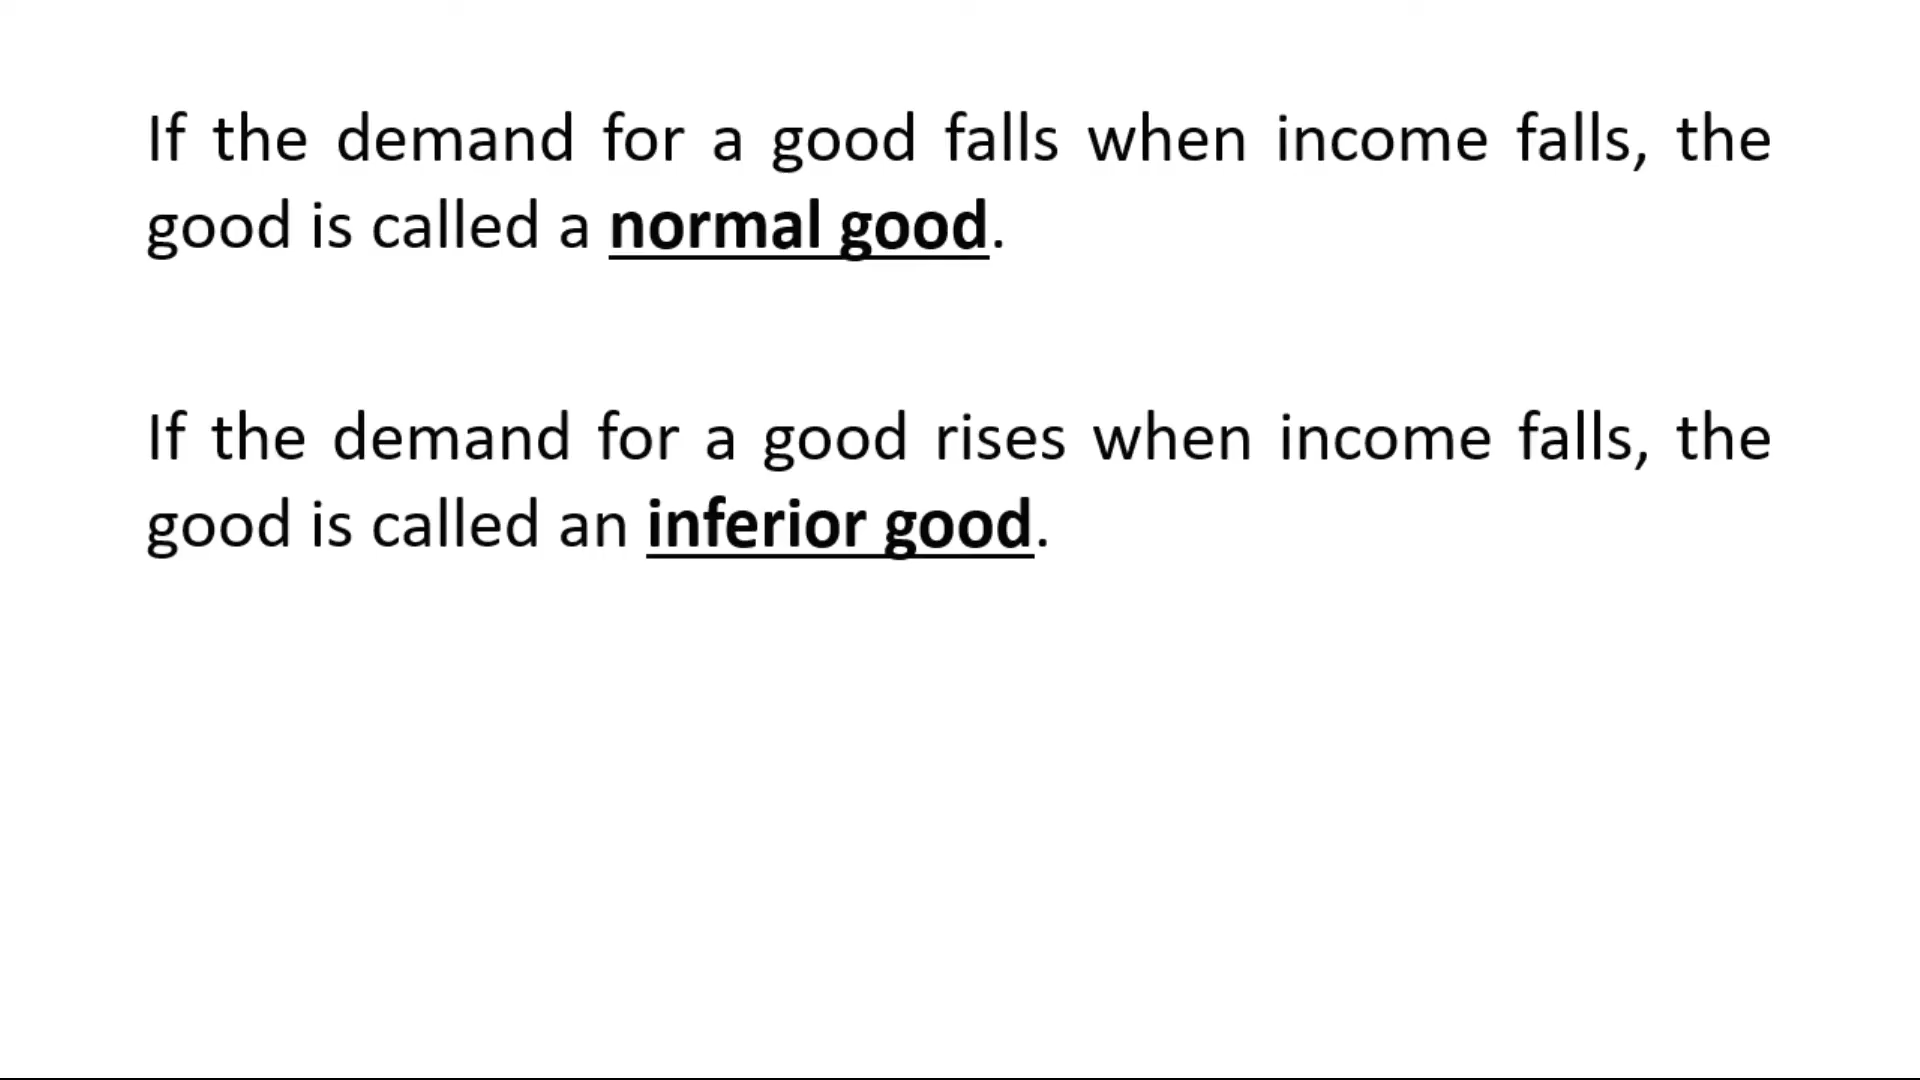 If the demand for a good falls when income falls, the
good is called a normal good.
If the demand for a good rises when income falls, the
good is called an inferior good.